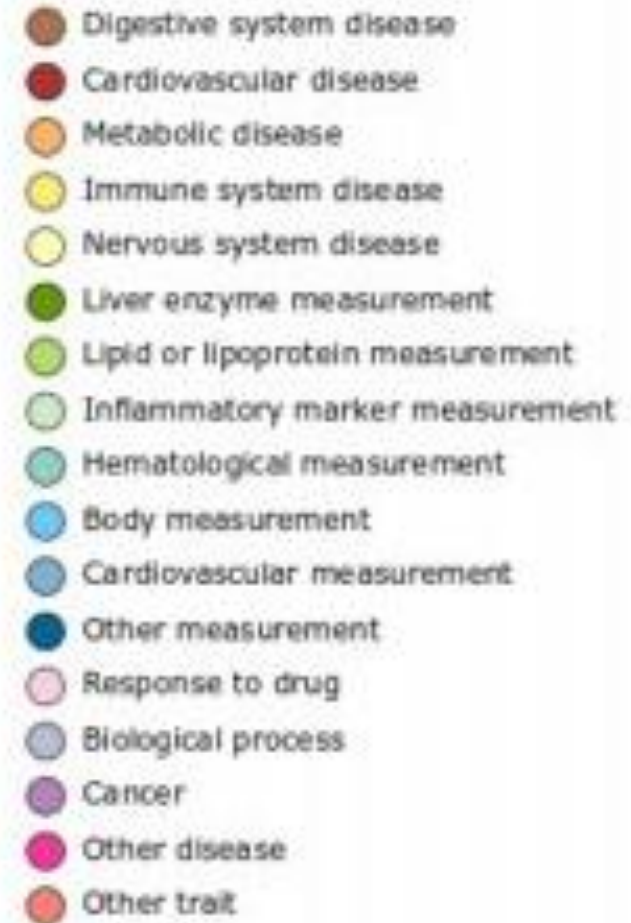 Digestive system disease
Cardiovascular disease
Metabolic disease
Immune system disease
Nervous system disease
Liver enzyme measurement
Lipid or lipoprotein measurement
Inflammatory marker measurement
Hematological measurement
Body measurement
Cardiovascular measurement
Other measurement
Response to drug
Biological process
Cancer
Other disease
Other trait